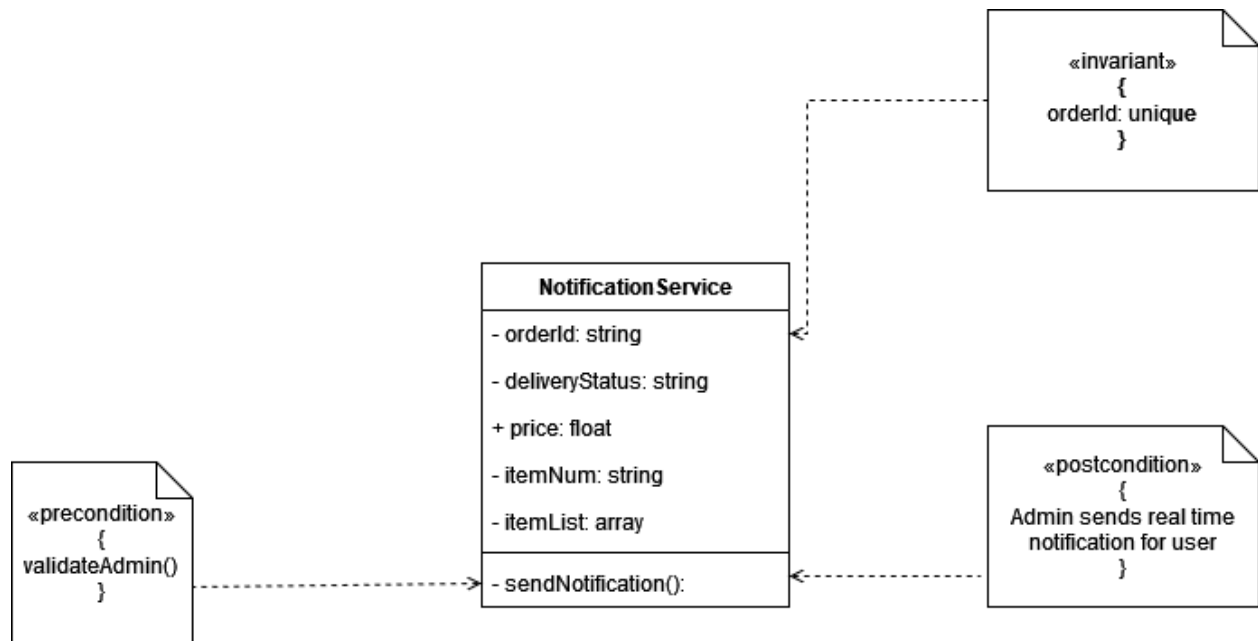 «invariant»
{
orderId: unique
}
NotificationService
- orderId: string
- deliveryStatus: string
+ price: float
- itemNum: string
- itemList: array
- sendNotification():
«precondition»
{
validateAdmin()
}
«postcondition»
{
Admin sends real time
notification for user
}